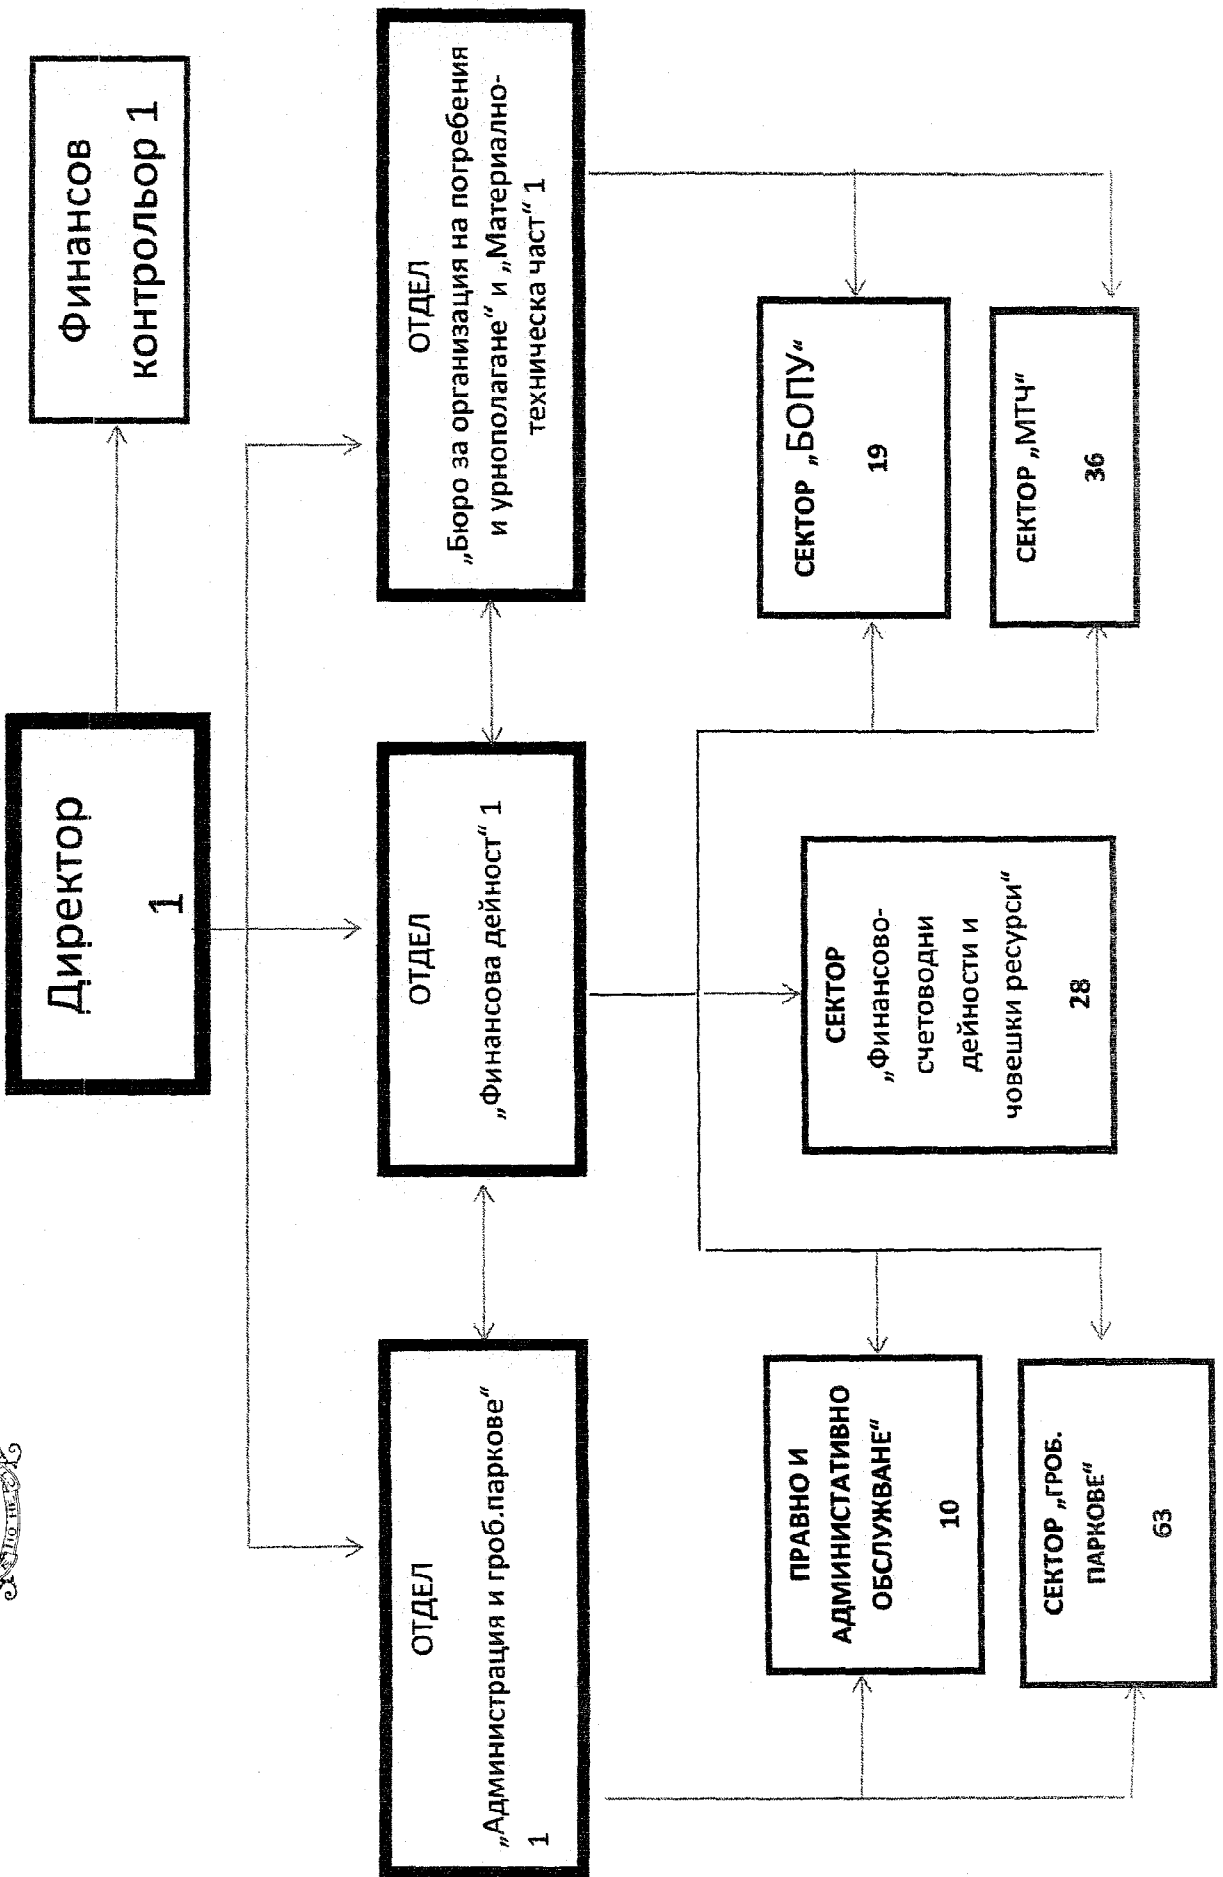 Директор
1
Финансов
контрольор 1
ОТДЕЛ
„Администрация и гроб.паркове“
1
ОТДЕЛ
„Финансова дейност“ 1
ОТДЕЛ
„Бюро за организация на погребения
и урнополагане“ и „Материално-
техническа част“ 1
ПРАВНО И
АДМИНИСТАТИВНО
ОБСЛУЖВАНЕ“
10
СЕКТОР „ГРОБ.
ПАРКОВЕ“
63
СЕКТОР
„Финансово-
счетоводни
дейности и
човешки ресурси“
28
СЕКТОР „БОПУ“
19
СЕКТОР „МТЧ“
36